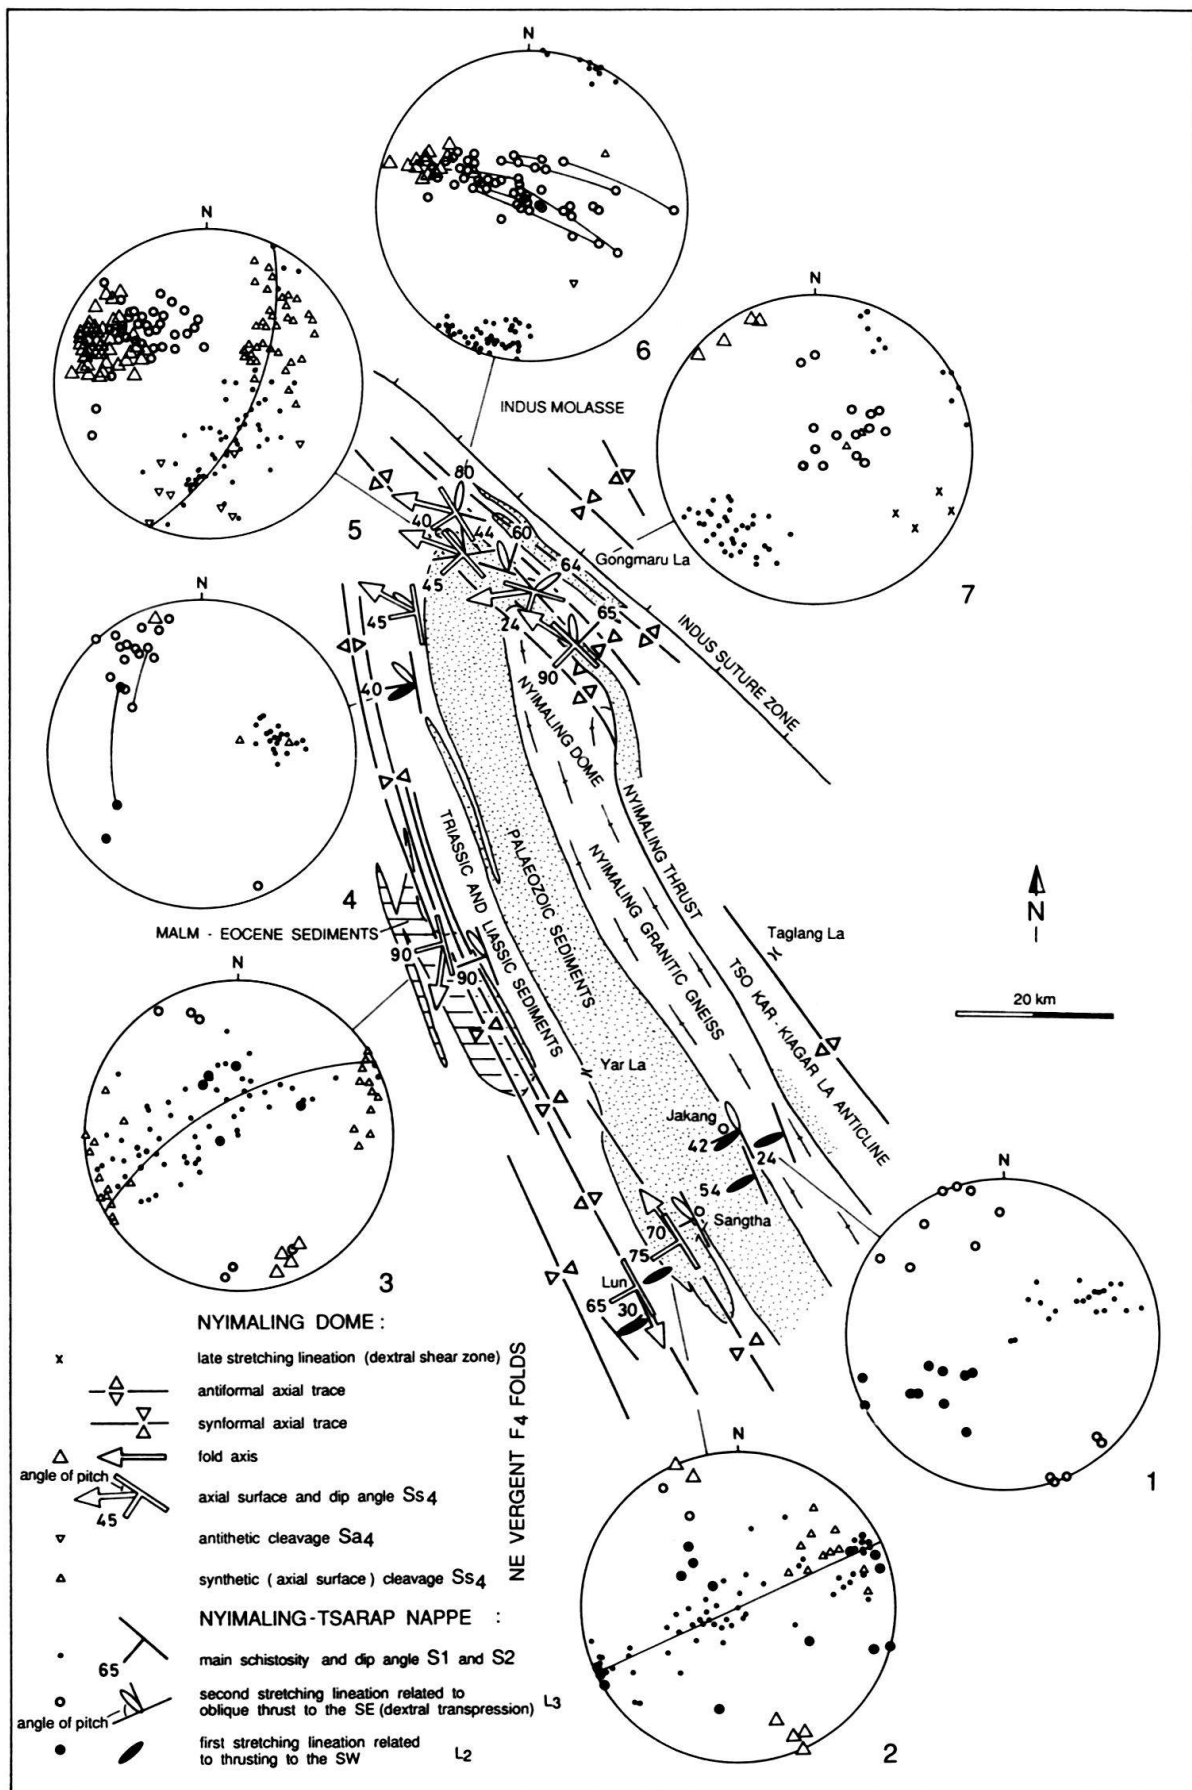 N
6
N
5
N
7
INDUS MOLASSE
80
40
44
60
45
64
Gongmaru La
24
65
90
INDUS SUTURE ZONE
N
4
45
40
NYIMALING DOME
NYIMALING THRUST
TRIASSIC AND LIASSIC SEDIMENTS
PALAEOZOIC SEDIMENTS
NYIMALING GRANITIC GNEISS
TSO KAR - KIAGAR LA ANTICLINE
Taglang La
N
20 km
MALM - EOCENE SEDIMENTS
90
90
N
3
Yar La
Jakang
42
24
54
Sangtha
70
75
Lun
65
30
N
1
N
2
NYIMALING DOME :
x late stretching lineation (dextral shear zone)
antiformal axial trace
synformal axial trace
fold axis
angle of pitch
axial surface and dip angle Ss4
45
antithetic cleavage Sa4
synthetic ( axial surface ) cleavage Ss4
NE VERGENT F4 FOLDS
NYIMALING-TSARAP NAPPE :
main schistosity and dip angle S1 and S2
65
second stretching lineation related to
oblique thrust to the SE (dextral transpression) L3
angle of pitch
first stretching lineation related
to thrusting to the SW L2